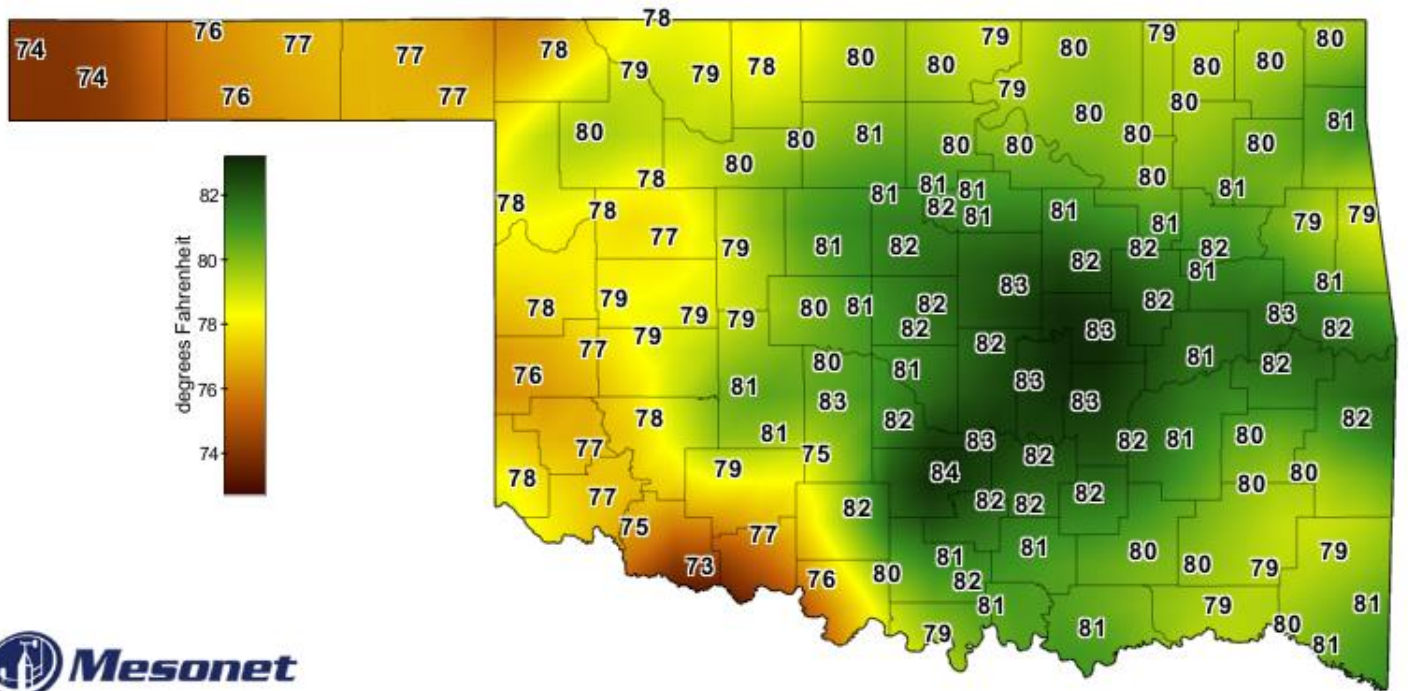 78
74 76 77 77 78 79 80 79 80 79 80 80 80
74 76 77 79 79 78 80 79 80 80 81
80 80 80 81 80 80 80 80 80
82
78 78 78 81 81 81 80 81
77 79 81 82 82 81 81 81 82 79 79
80
78 79 79 79 80 81 82 83 82 82 81 82 81
78
77 79 80 82 82 83 82 83 82
76
76 81 83 81 83 83 81 82
74
77 78 81 82 83 82 82 81 80 82
78 79 75 84 80 80
77 82 82 82 82
75 77 81 81 80 79
73 76 80 82 80 79
79 81 81 79 80 81 81
degrees Fahrenheit
Mesonet